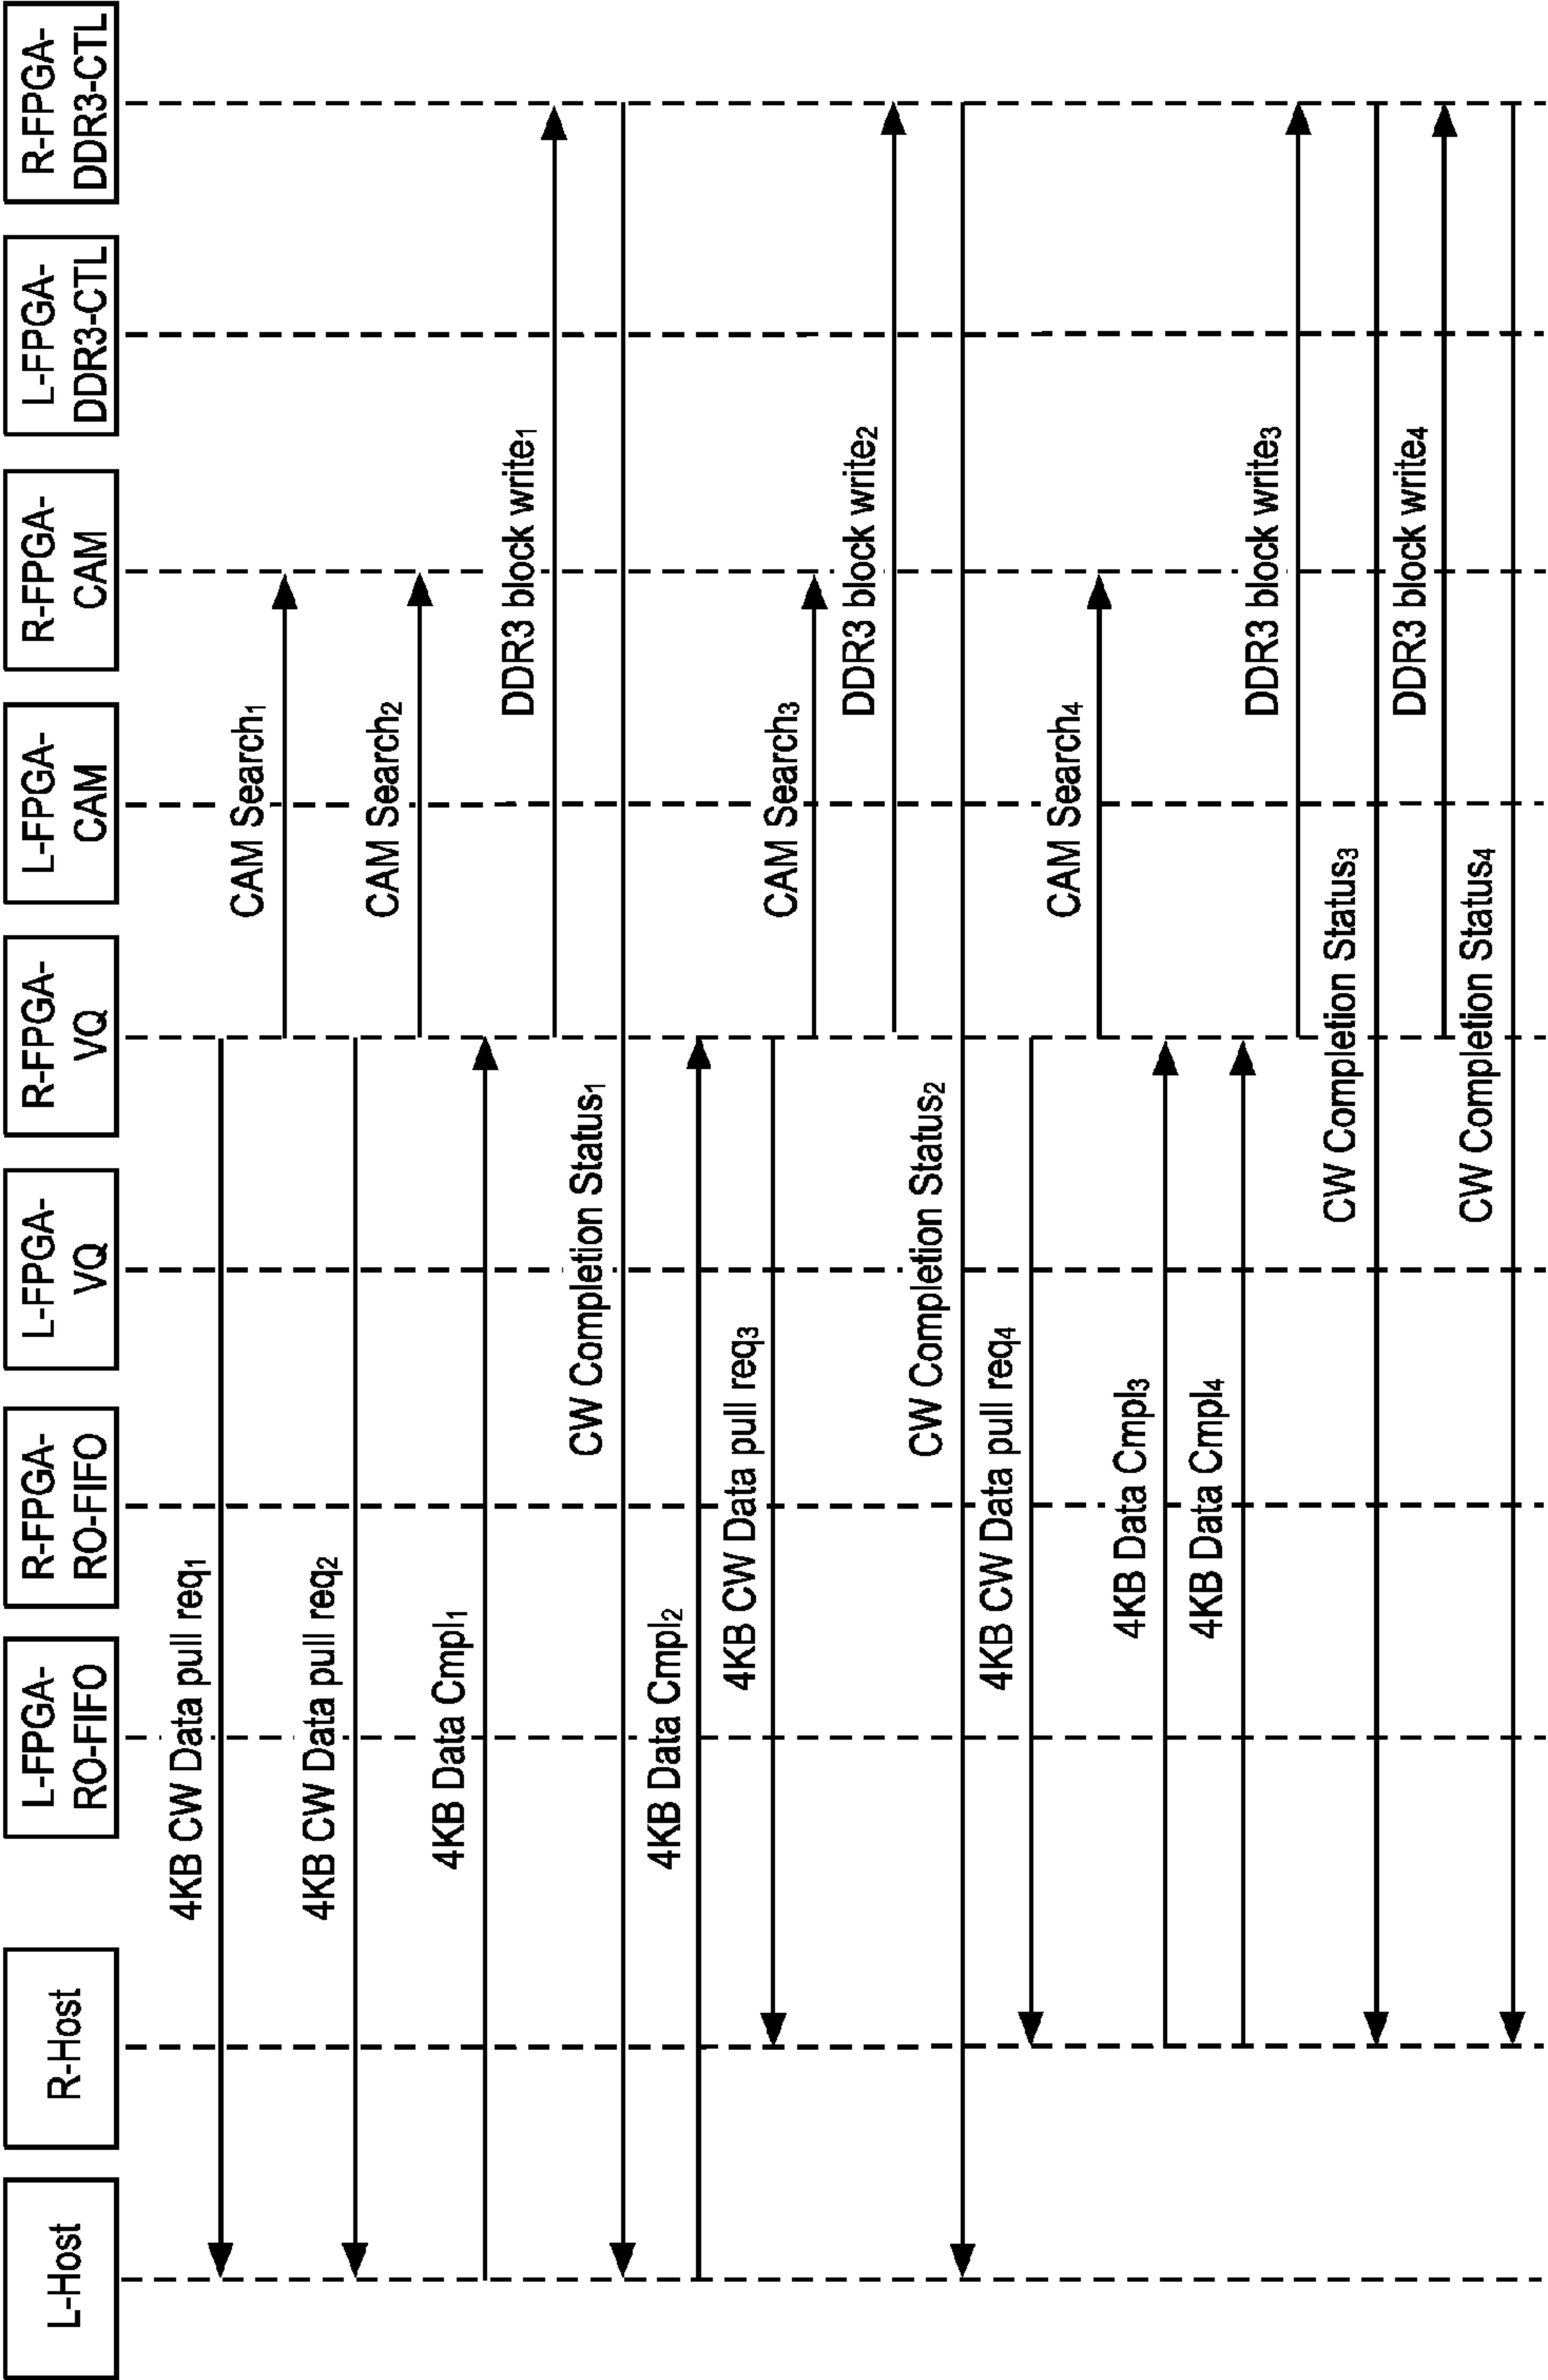 L-Host
R-Host
L-FPGA-
RO-FIFO
R-FPGA-
RO-FIFO
L-FPGA-
VQ
R-FPGA-
VQ
L-FPGA-
CAM
R-FPGA-
CAM
L-FPGA-
DDR3-CTL
R-FPGA-
DDR3-CTL
4KB CW Data pull req₁
CAM Search₁
4KB CW Data pull req₂
CAM Search₂
4KB Data Cmpl₁
DDR3 block write₁
CW Completion Status₁
4KB Data Cmpl₂
4KB CW Data pull req₃
CAM Search₃
DDR3 block write₂
CW Completion Status₂
4KB CW Data pull req₄
CAM Search₄
4KB Data Cmpl₃
4KB Data Cmpl₄
DDR3 block write₃
CW Completion Status₃
DDR3 block write₄
CW Completion Status₄